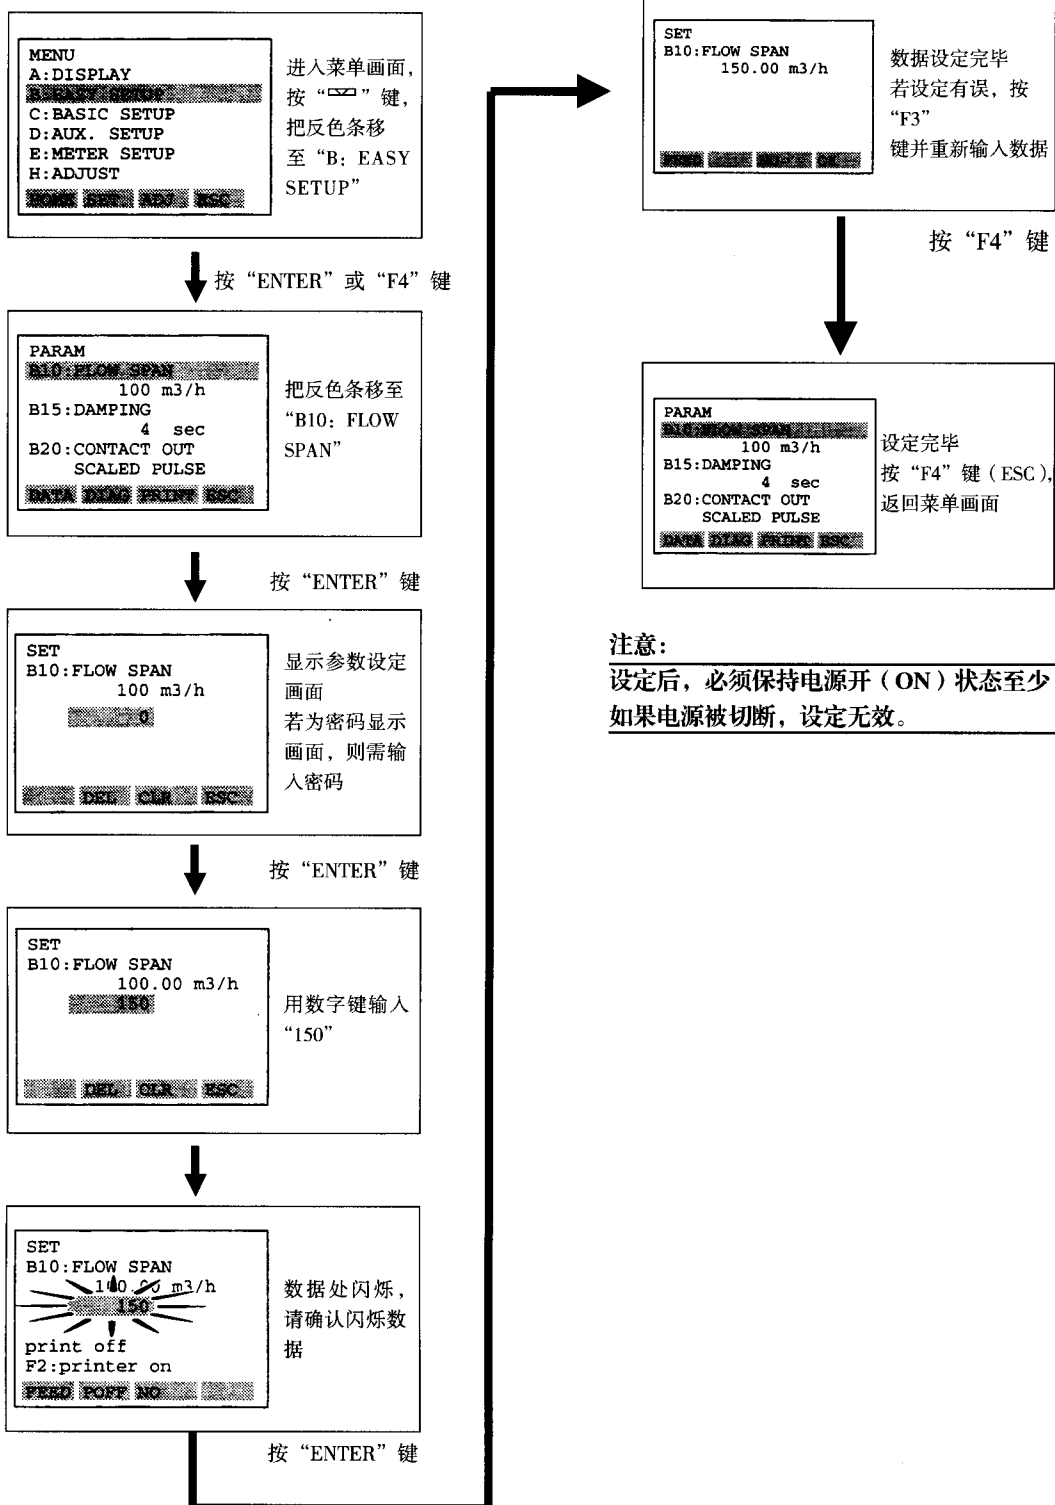 MENU
A:DISPLAY
B:EASY SETUP
C:BASIC SETUP
D:AUX. SETUP
E:METER SETUP
H:ADJUST
HOME SET ADJ ESC
进入菜单画面，
按“ ”键，
把反色条移
至“B：EASY
SETUP”
按“ENTER”或“F4”键
PARAM
B10:FLOW SPAN
100 m3/h
B15:DAMPING
4 sec
B20:CONTACT OUT
SCALED PULSE
DATA DIAG PRINT ESC
把反色条移至
“B10：FLOW
SPAN”
按“ENTER”键
SET
B10:FLOW SPAN
100 m3/h
0
DEL CLR ESC
显示参数设定
画面
若为密码显示
画面，则需输
入密码
按“ENTER”键
SET
B10:FLOW SPAN
100.00 m3/h
150
DEL CLR ESC
用数字键输入
“150”
SET
B10:FLOW SPAN
100.00 m3/h
150
print off
F2:printer on
FEED POFF NO
数据处闪烁，
请确认闪烁数
据
按“ENTER”键
SET
B10:FLOW SPAN
150.00 m3/h
FEED OK
数据设定完毕
若设定有误，按
“F3”
键并重新输入数据
按“F4”键
PARAM
B10:FLOW SPAN
100 m3/h
B15:DAMPING
4 sec
B20:CONTACT OUT
SCALED PULSE
DATA DIAG PRINT ESC
设定完毕
按“F4”键（ESC），
返回菜单画面
注意：
设定后，必须保持电源开（ON）状态至少
如果电源被切断，设定无效。